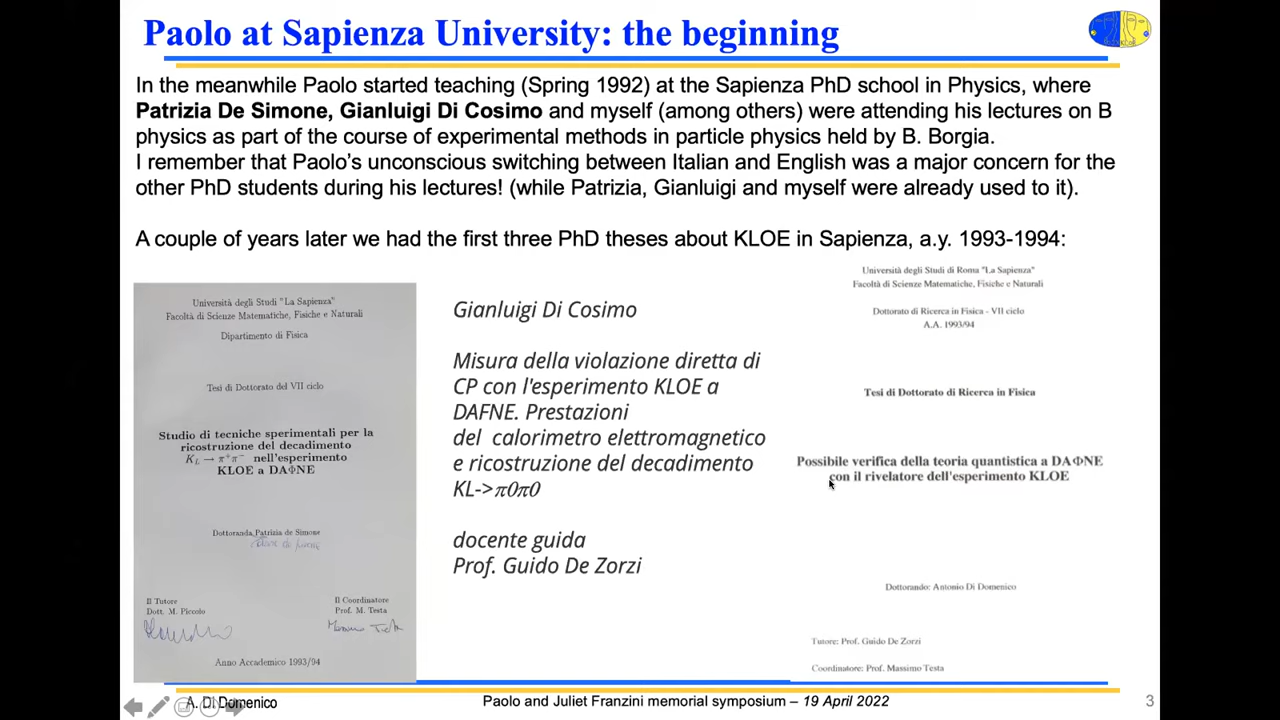 Paolo at Sapienza University: the beginning
In the meanwhile Paolo started teaching (Spring 1992) at the Sapienza PhD school in Physics, where
Patrizia De Simone, Gianluigi Di Cosimo and myself (among others) were attending his lectures on B
physics as part of the course of experimental methods in particle physics held by B. Borgia.
I remember that Paolo’s unconscious switching between Italian and English was a major concern for the
other PhD students during his lectures! (while Patrizia, Gianluigi and myself were already used to it).
A couple of years later we had the first three PhD theses about KLOE in Sapienza, a.y. 1993-1994:
Università degli Studi "La Sapienza"
Facoltà di Scienze Matematiche, Fisiche e Naturali
Dipartimento di Fisica
Tesi di Dottorato del VII ciclo
Studio di tecniche sperimentali per la
ricostruzione del decadimento
K_L → π⁺π⁻ nell'esperimento
KLOE a DAΦNE
Dottoranda Patrizia de Simone
Il Tutore
Dott. M. Piccolo
Il Coordinatore
Prof. M. Testa
Anno Accademico 1993/94
Gianluigi Di Cosimo
Misura della violazione diretta di
CP con l'esperimento KLOE a
DAFNE. Prestazioni
del calorimetro elettromagnetico
e ricostruzione del decadimento
KL->π0π0
docente guida
Prof. Guido De Zorzi
Università degli Studi di Roma "La Sapienza"
Facoltà di Scienze Matematiche, Fisiche e Naturali
Dottorato di Ricerca in Fisica - VII ciclo
A.A. 1993/94
Tesi di Dottorato di Ricerca in Fisica
Possibile verifica della teoria quantistica a DAΦNE
con il rivelatore dell'esperimento KLOE
Dottorando: Antonio Di Domenico
Tutore: Prof. Guido De Zorzi
Coordinatore: Prof. Massimo Testa
A. Di Domenico
Paolo and Juliet Franzini memorial symposium – 19 April 2022
3